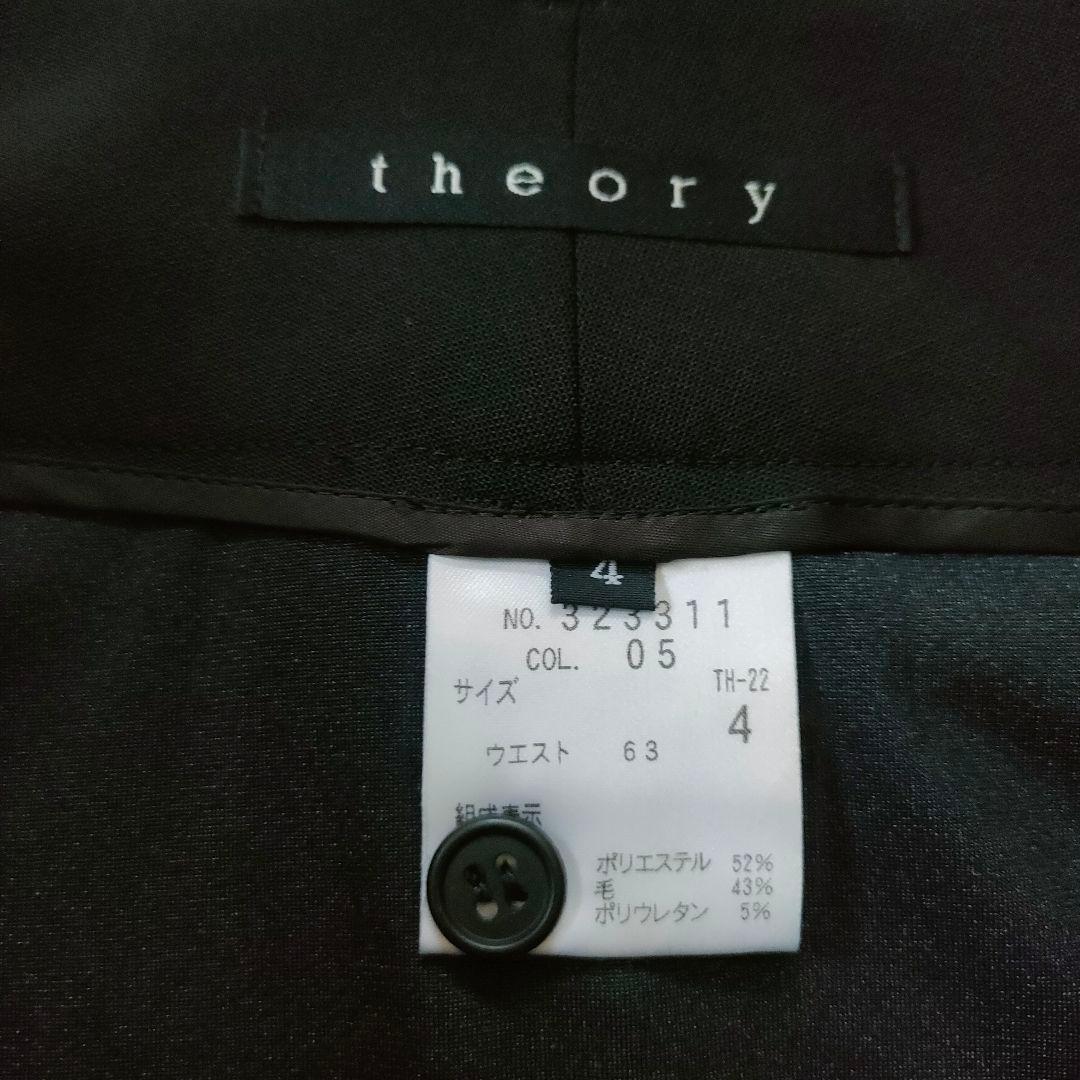 theory
4
NO. 323311
COL. 05
サイズ TH-22
4
ウエスト 63
組成表示
ポリエステル 52%
毛 43%
ポリウレタン 5%